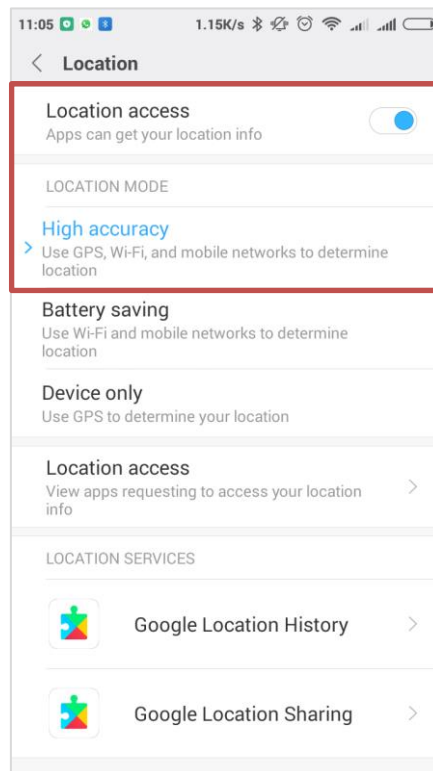 11:05 1.15K/s
Location
Location access
Apps can get your location info
LOCATION MODE
High accuracy
Use GPS, Wi-Fi, and mobile networks to determine
location
Battery saving
Use Wi-Fi and mobile networks to determine
location
Device only
Use GPS to determine your location
Location access
View apps requesting to access your location
info
LOCATION SERVICES
Google Location History
Google Location Sharing